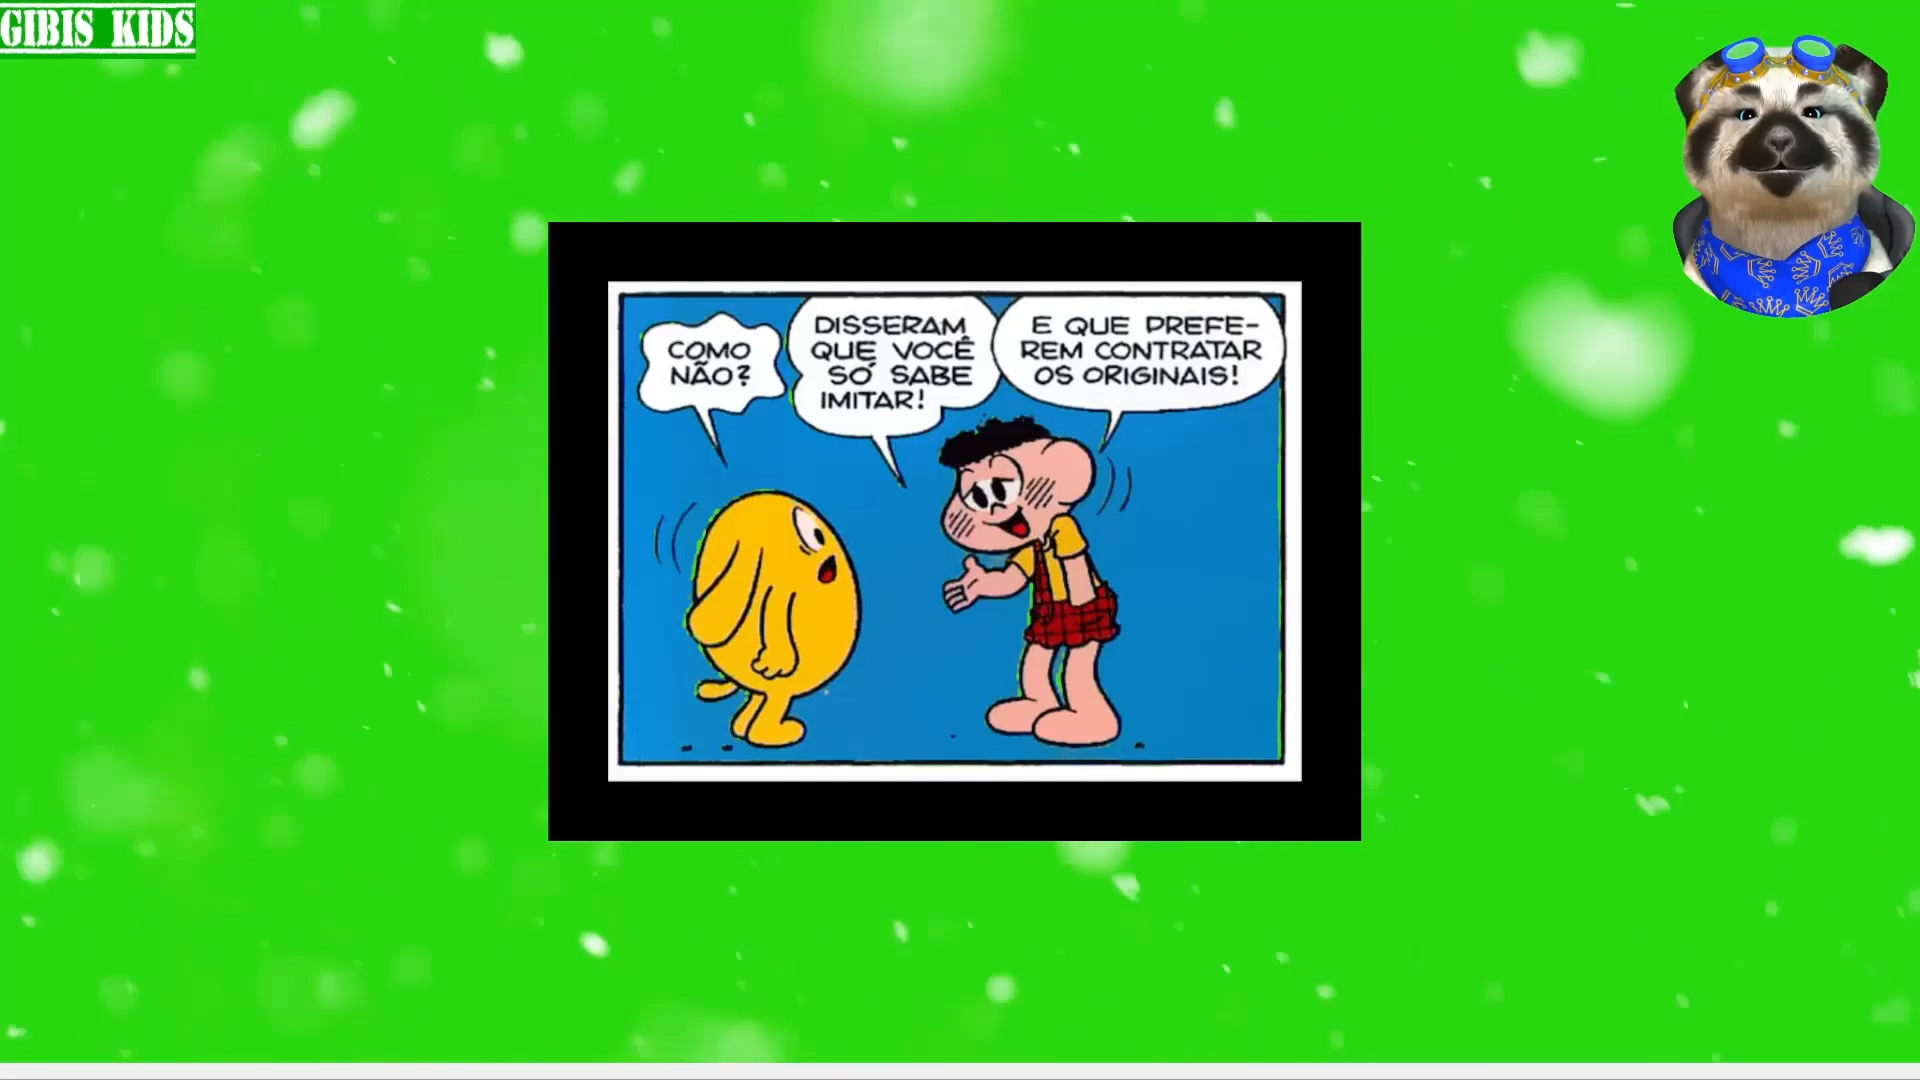 GIBIS KIDS
COMO
NÃO?
DISSERAM
QUE VOCÊ
SÓ SABE
IMITAR!
E QUE PREFE-
REM CONTRATAR
OS ORIGINAIS!